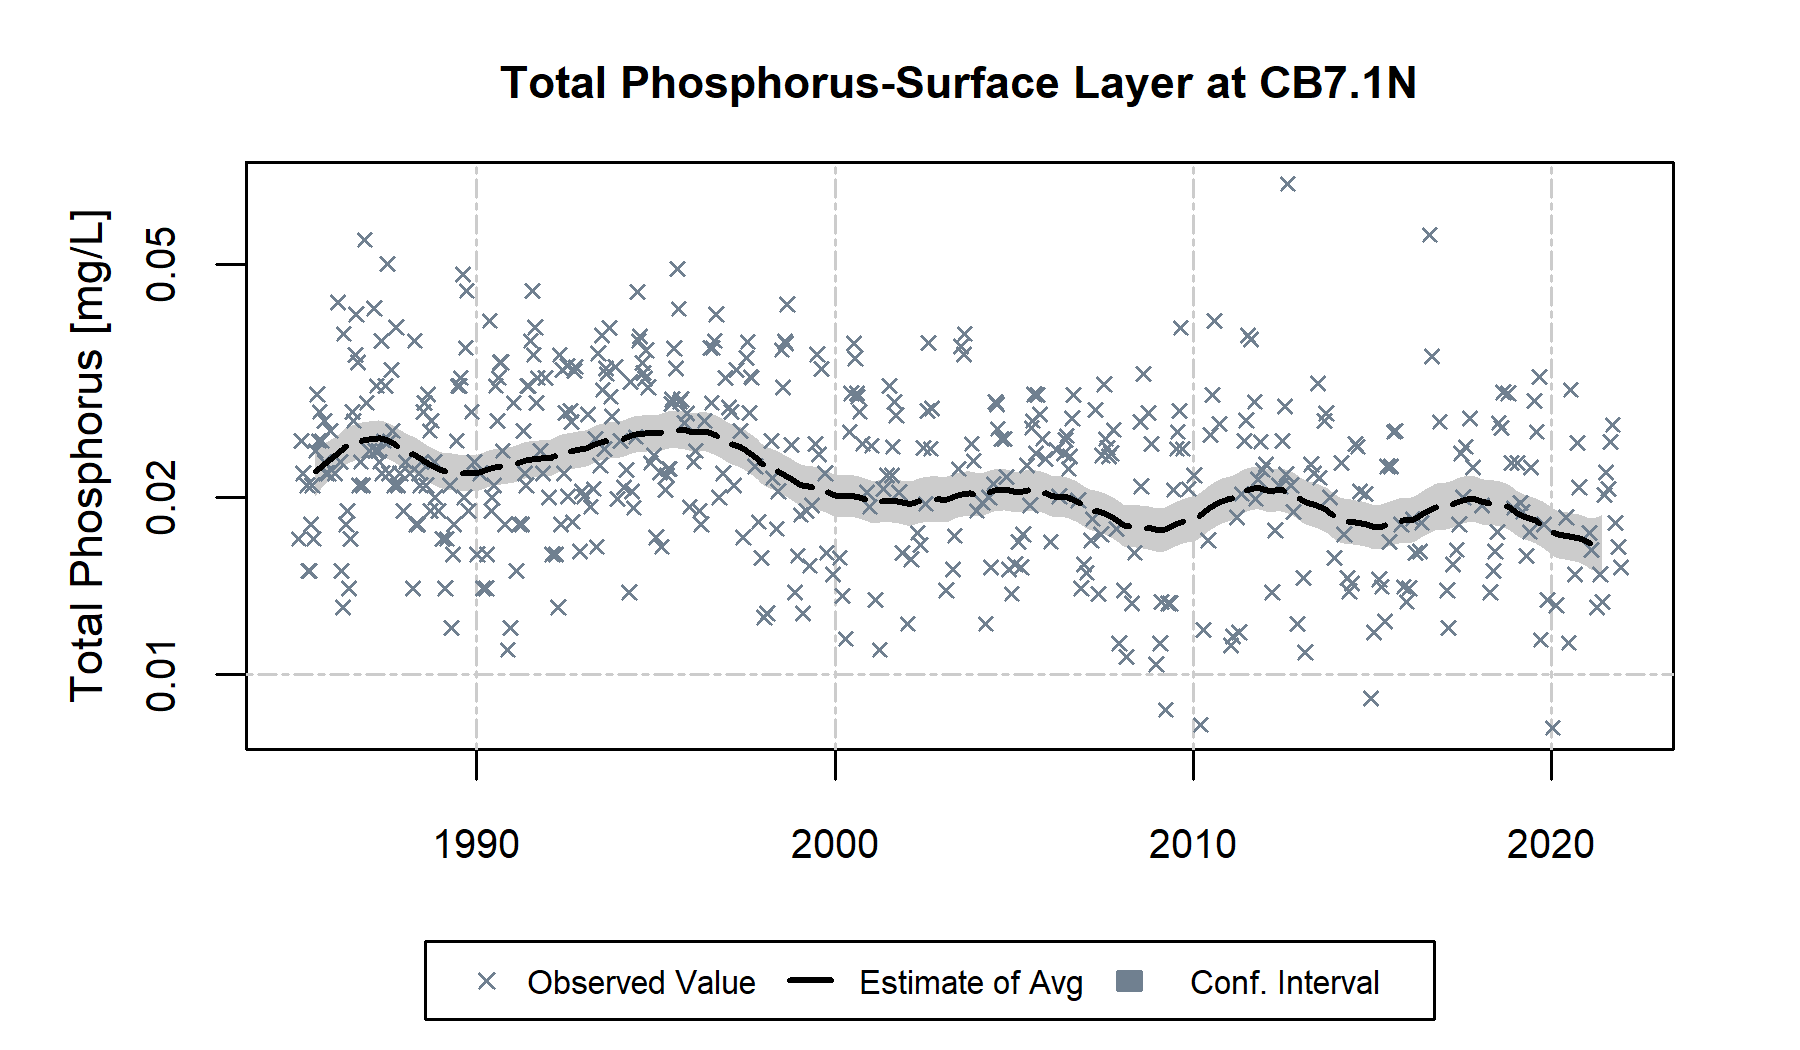 Total Phosphorus-Surface Layer at CB7.1N
Total Phosphorus [mg/L]
0.05
0.02
0.01
1990 2000 2010 2020
Observed Value Estimate of Avg Conf. Interval